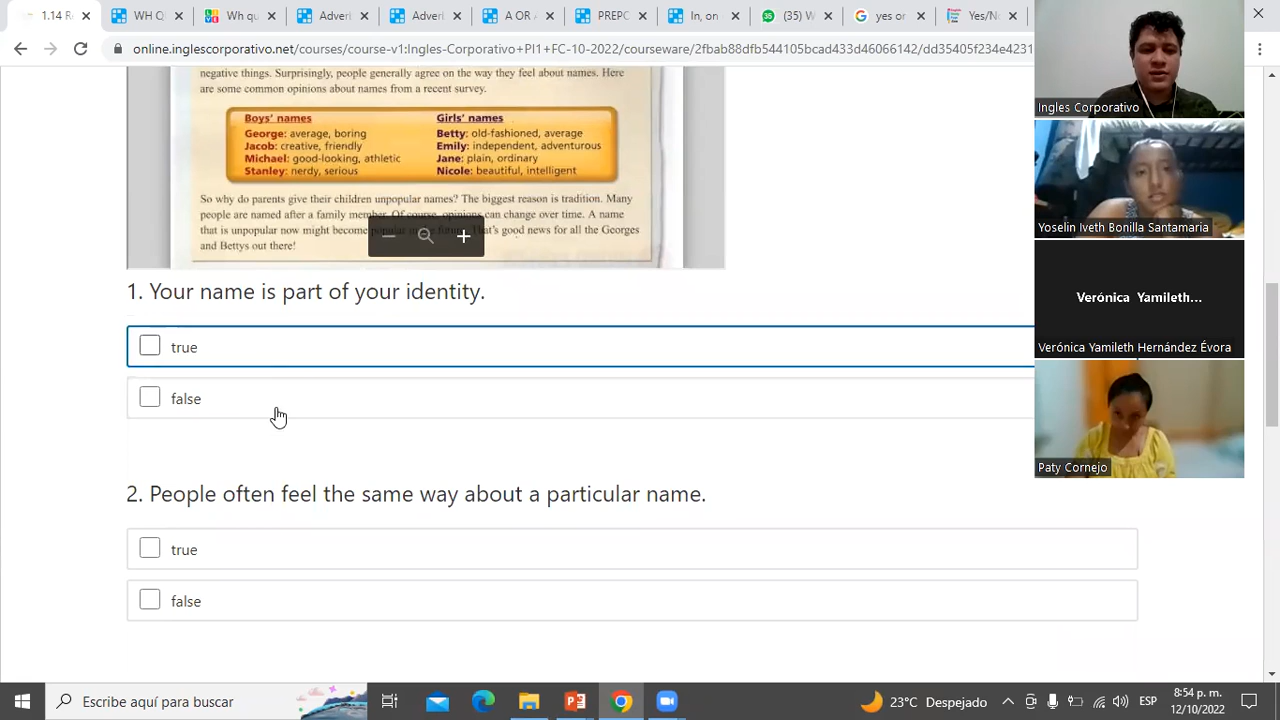 1.14 R
WH Q
Wh q
Adverl
Adverl
A OR
PREPC
In, on
(35) W
yes or
Yes/N
online.inglescorporativo.net/courses/course-v1:Ingles-Corporativo+PI1+FC-10-2022/courseware/2fbab88dfb544105bcad433d46066142/dd35405f234e4231
negative things. Surprisingly, people generally agree on the way they feel about names. Here
are some common opinions about names from a recent survey.
Boys' names
George: average, boring
Jacob: creative, friendly
Michael: good-looking, athletic
Stanley: nerdy, serious
Girls' names
Betty: old-fashioned, average
Emily: independent, adventurous
Jane: plain, ordinary
Nicole: beautiful, intelligent
So why do parents give their children unpopular names? The biggest reason is tradition. Many
people are named after a family member. Of course, opinions can change over time. A name
that is unpopular now might become popular in the future. That's good news for all the Georges
and Bettys out there!
1. Your name is part of your identity.
true
false
2. People often feel the same way about a particular name.
true
false
Ingles Corporativo
Yoselin Iveth Bonilla Santamaria
Verónica Yamileth...
Verónica Yamileth Hernández Évora
Paty Cornejo
Escribe aquí para buscar
23°C Despejado
ESP
8:54 p. m.
12/10/2022